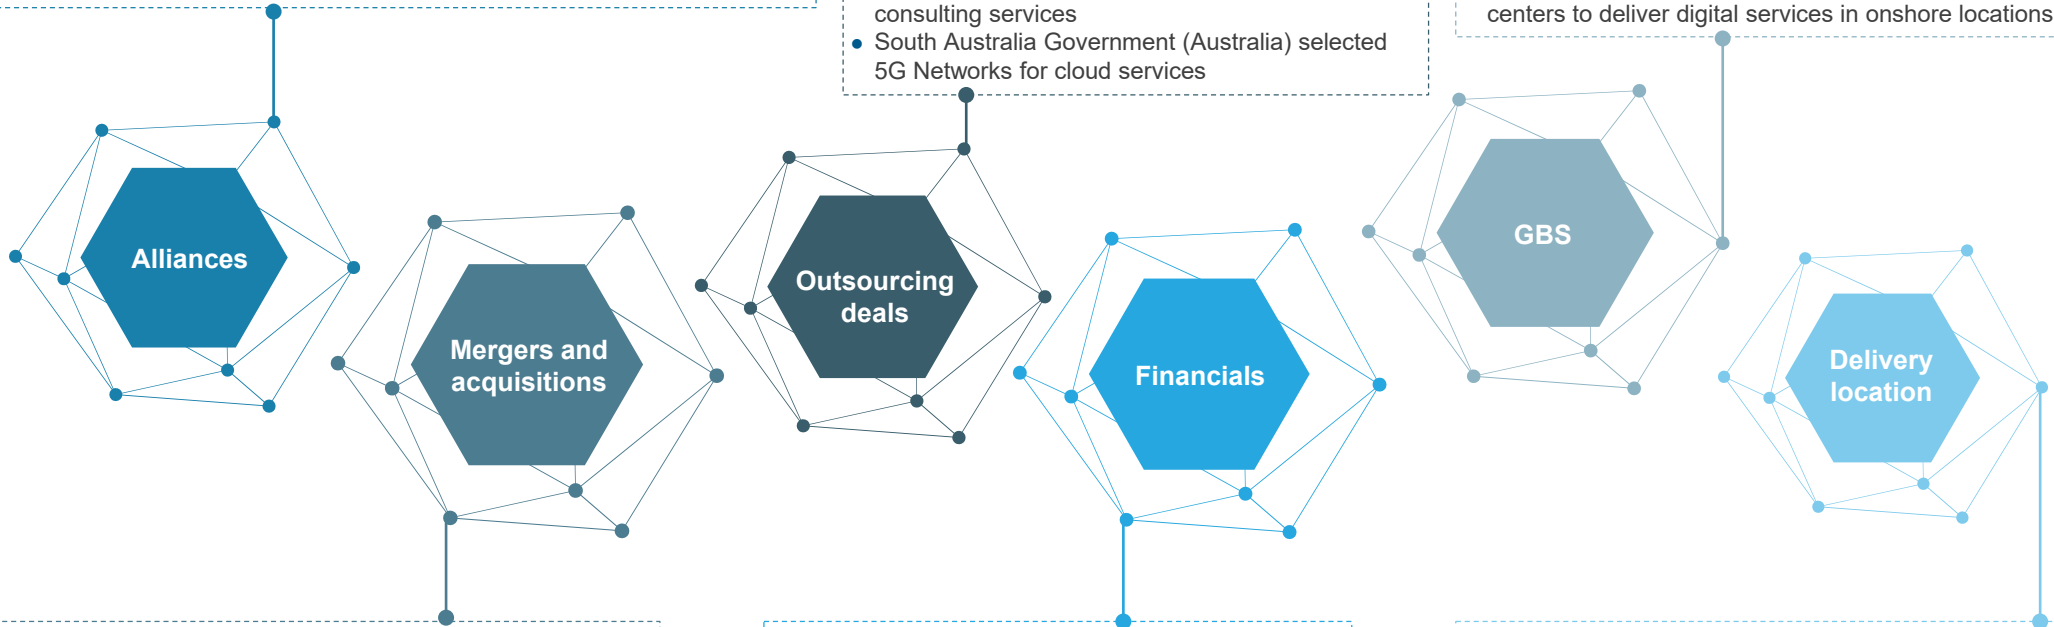 consulting services
• South Australia Government (Australia) selected
5G Networks for cloud services
centers to deliver digital services in onshore locations
Alliances
Mergers and
acquisitions
Outsourcing
deals
Financials
GBS
Delivery
location